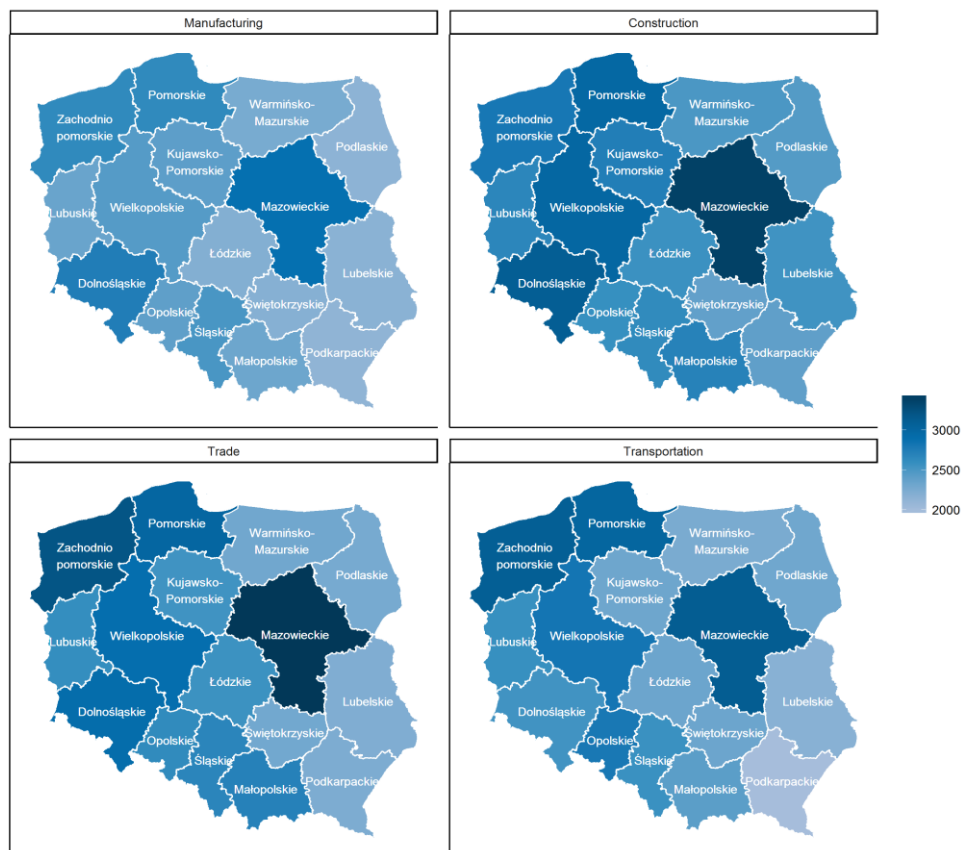 Manufacturing
Pomorskie
Warmińsko-
Mazurskie
Zachodnio
pomorskie
Podlaskie
Kujawsko-
Pomorskie
Lubuskie
Wielkopolskie
Mazowieckie
Łódzkie
Lubelskie
Dolnośląskie
Opolskie
Świętokrzyskie
Śląskie
Małopolskie
Podkarpackie
Construction
Pomorskie
Warmińsko-
Mazurskie
Zachodnio
pomorskie
Podlaskie
Kujawsko-
Pomorskie
Lubuskie
Wielkopolskie
Mazowieckie
Łódzkie
Lubelskie
Dolnośląskie
Opolskie
Świętokrzyskie
Śląskie
Małopolskie
Podkarpackie
3000
2500
2000
Trade
Pomorskie
Warmińsko-
Mazurskie
Zachodnio
pomorskie
Podlaskie
Kujawsko-
Pomorskie
Lubuskie
Wielkopolskie
Mazowieckie
Łódzkie
Lubelskie
Dolnośląskie
Opolskie
Świętokrzyskie
Śląskie
Małopolskie
Podkarpackie
Transportation
Pomorskie
Warmińsko-
Mazurskie
Zachodnio
pomorskie
Podlaskie
Kujawsko-
Pomorskie
Lubuskie
Wielkopolskie
Mazowieckie
Łódzkie
Lubelskie
Dolnośląskie
Opolskie
Świętokrzyskie
Śląskie
Małopolskie
Podkarpackie